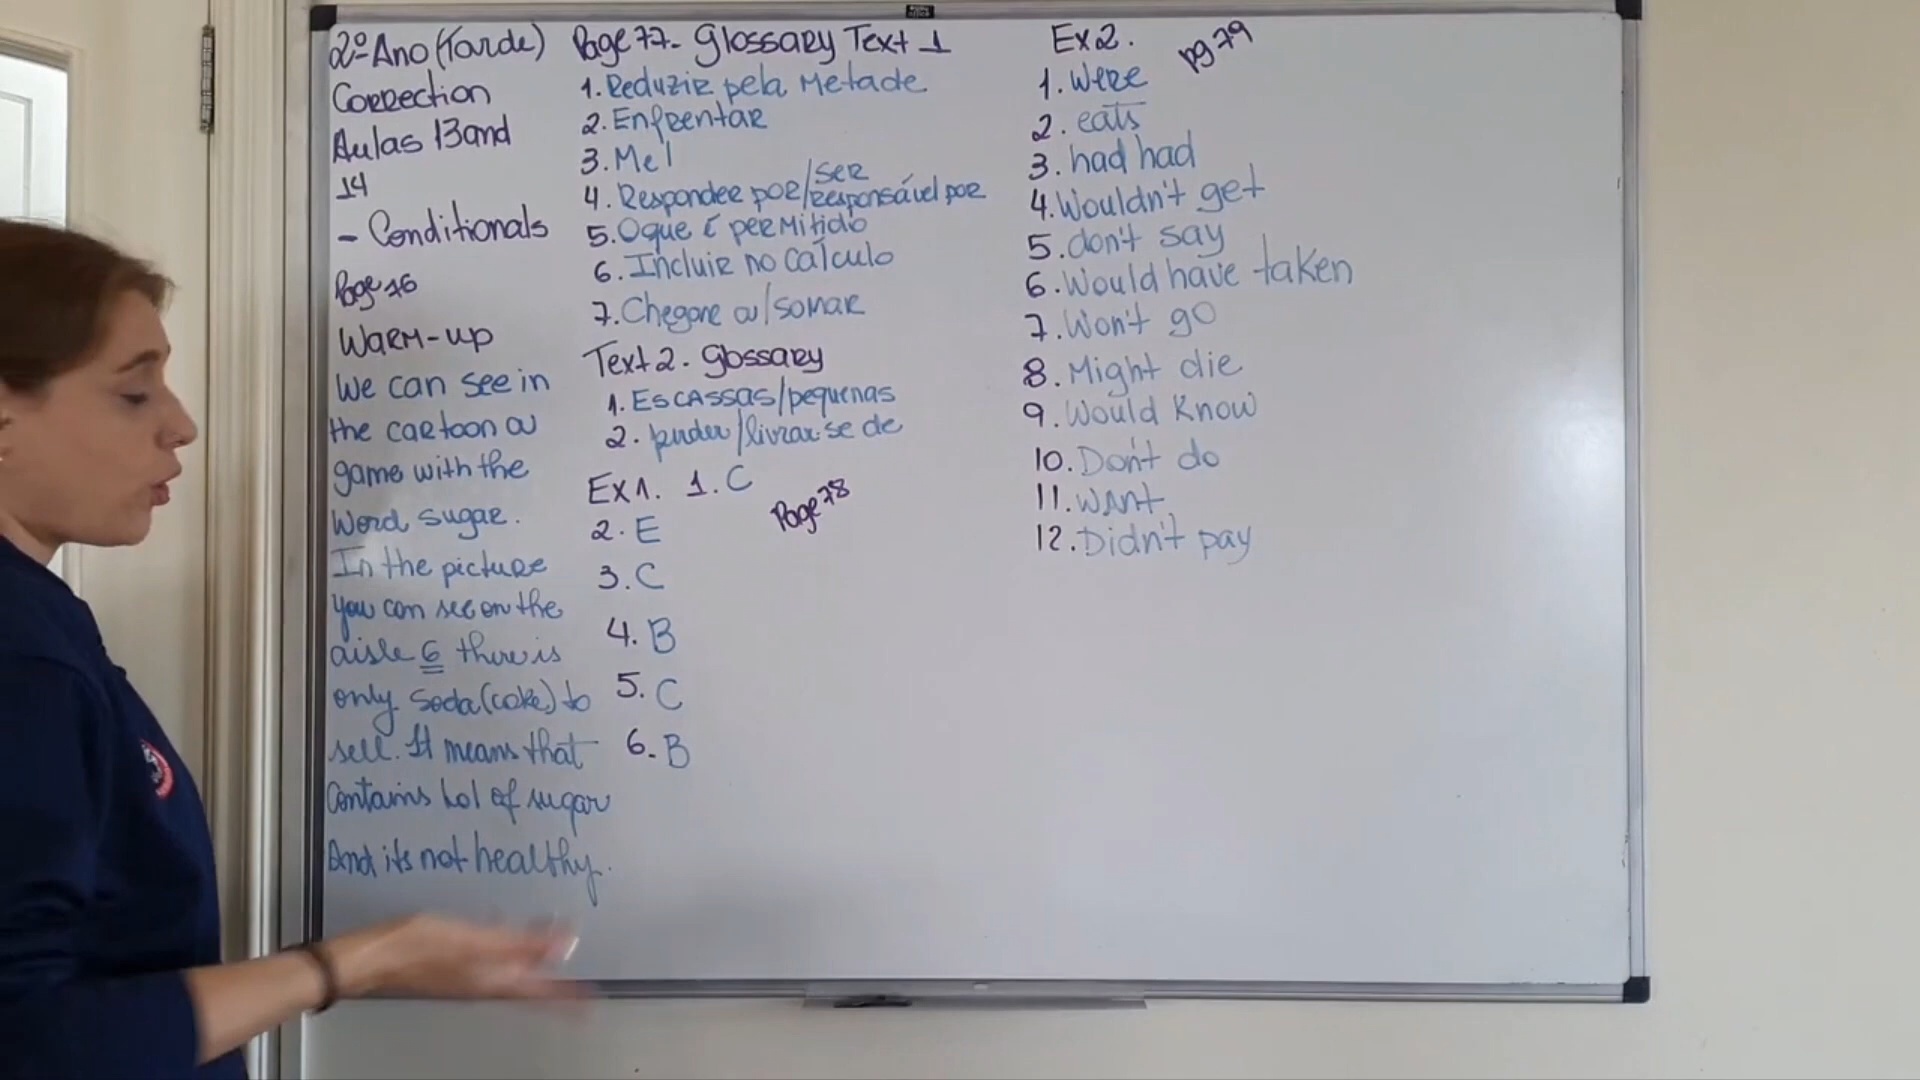 2º Ano (Tarde)
Correction
Aulas 13 and
14
- Conditionals
Page 76
Warm-up
We can see in
the cartoon a
game with the
Word sugar.
In the picture
you can see on the
aisle 6 there is
only soda (coke) to
sell. It means that
contains lot of sugar
And its not healthy.
Page 77- Glossary Text 1
1. Reduzir pela Metade
2. Enfrentar
3. Mel
4. Responder por/ser responsável por
5. O que é permitido
6. Incluir no cálculo
7. Chegare a/somar
Text 2. Glossary
1. Escassas/pequenas
2. perder/livrar-se de
Page 78
Ex 1. 1. C
2. E
3. C
4. B
5. C
6. B
Ex 2. pg 79
1. Were
2. eats
3. had had
4. Wouldn't get
5. don't say
6. Would have taken
7. Won't go
8. Might die
9. Would Know
10. Don't do
11. Want
12. Didn't pay